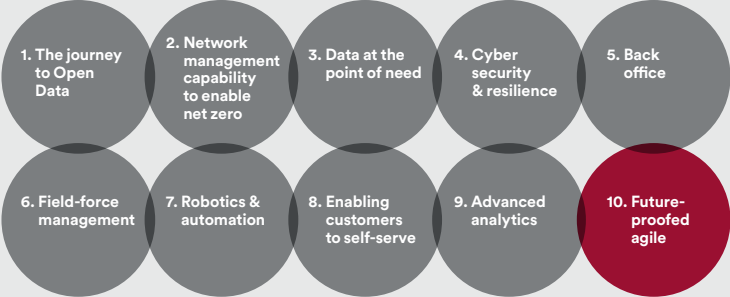 1. The journey
to Open
Data
2. Network
management
capability
to enable
net zero
3. Data at the
point of need
4. Cyber
security
& resilience
5. Back
office
6. Field-force
management
7. Robotics &
automation
8. Enabling
customers
to self-serve
9. Advanced
analytics
10. Future-
proofed
agile